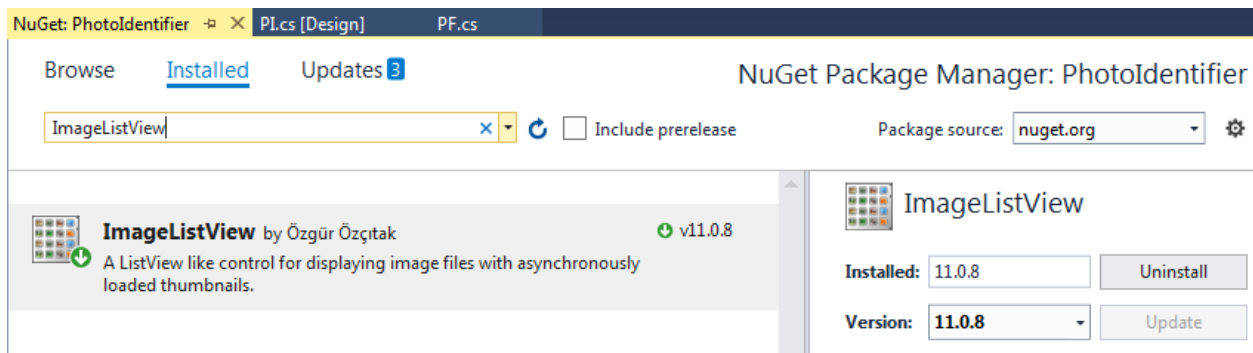 NuGet: PhotoIdentifier PI.cs [Design] PF.cs
Browse Installed Updates 3
NuGet Package Manager: PhotoIdentifier
ImageListView Include prerelease Package source: nuget.org
ImageListView by Özgür Özçıtak v11.0.8
A ListView like control for displaying image files with asynchronously
loaded thumbnails.
ImageListView
Installed: 11.0.8 Uninstall
Version: 11.0.8 Update